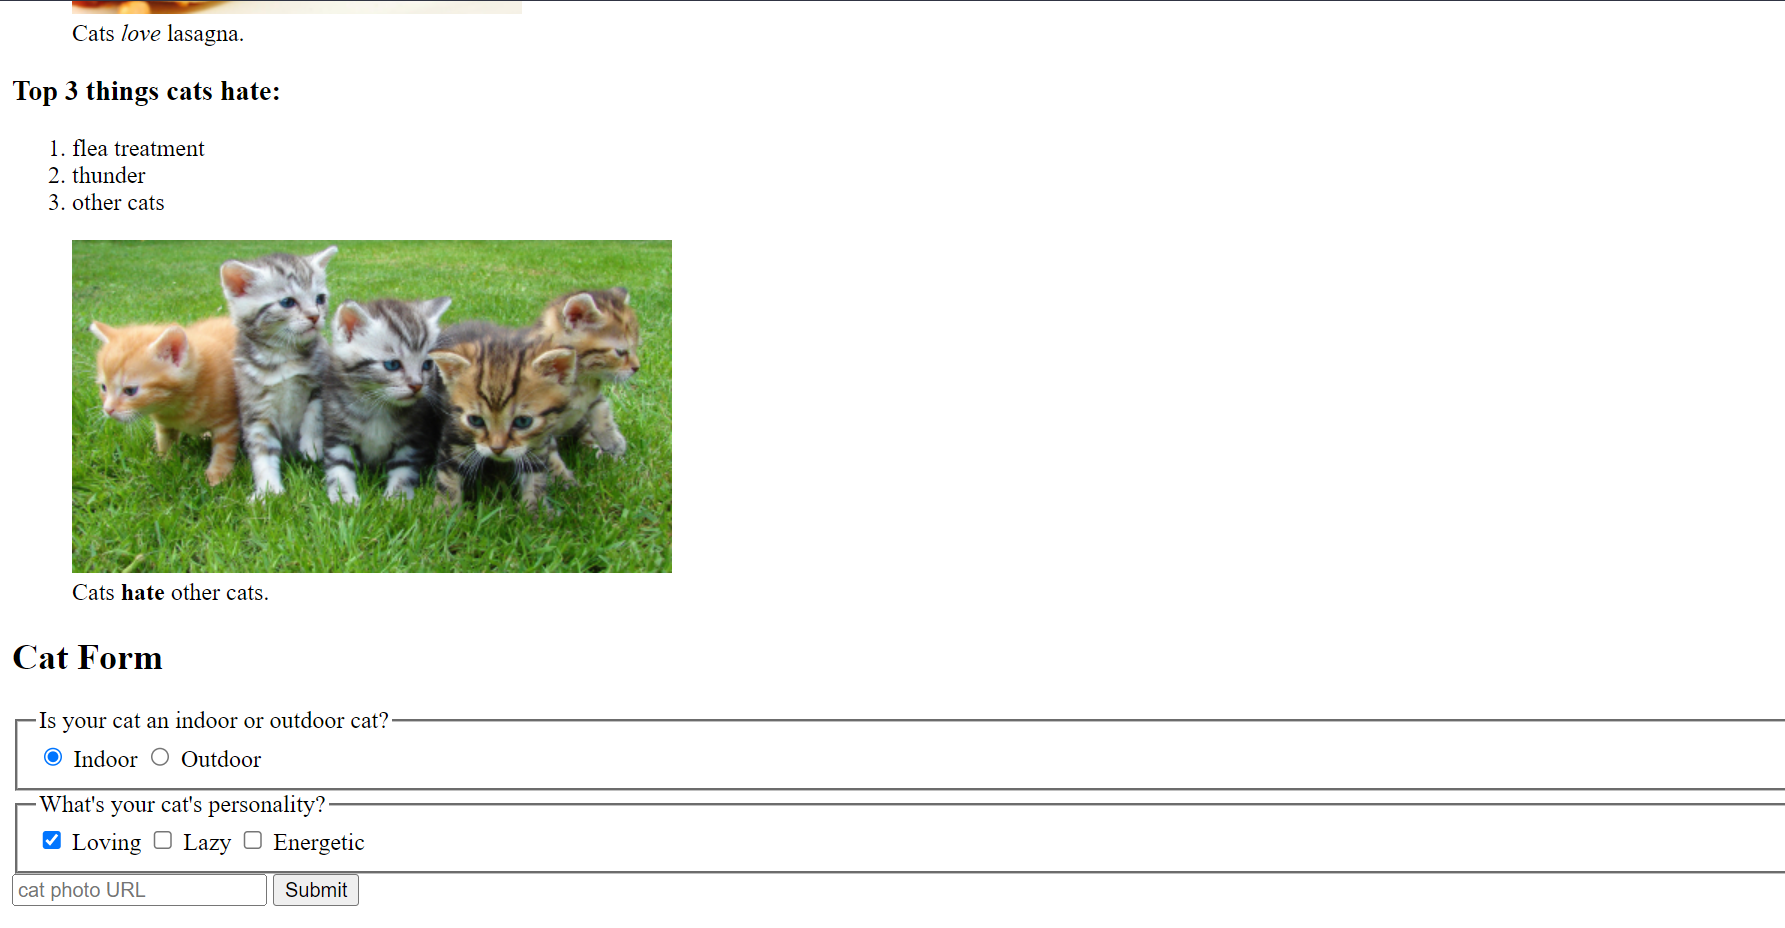 Cats love lasagna.
Top 3 things cats hate:
1. flea treatment
2. thunder
3. other cats
Cats hate other cats.
Cat Form
Is your cat an indoor or outdoor cat?
Indoor Outdoor
What's your cat's personality?
Loving Lazy Energetic
cat photo URL Submit